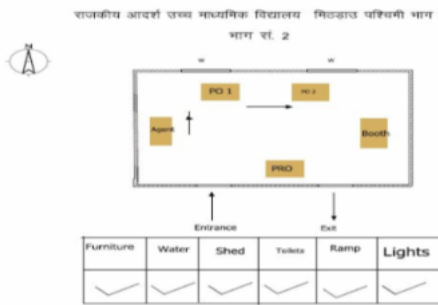 राजकीय आदर्श उच्च माध्यमिक विद्यालय मिठड़ाउ पश्चिमी भाग
भाग सं. 2
N
W W
PO 1 PO 2
Agent
Booth
PRO
Entrance Exit
Furniture Water Shed Toilets Ramp Lights